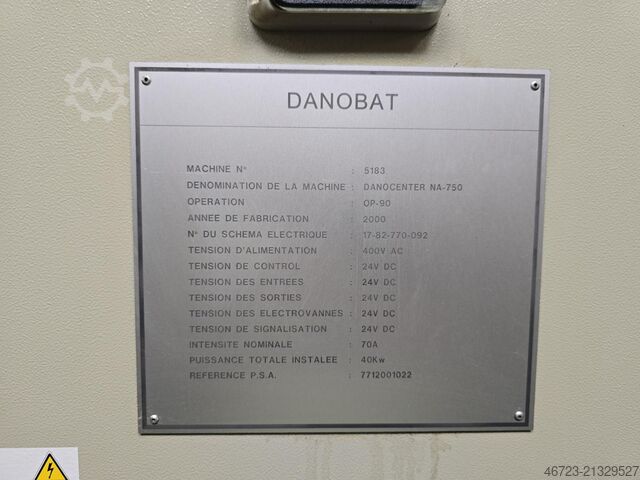 DANOBAT
MACHINE N° : 5183
DENOMINATION DE LA MACHINE : DANOCENTER NA-750
OPERATION : OP-90
ANNEE DE FABRICATION : 2000
N° DU SCHEMA ELECTRIQUE : 17-82-770-092
TENSION D'ALIMENTATION : 400V AC
TENSION DE CONTROL : 24V DC
TENSION DES ENTREES : 24V DC
TENSION DES SORTIES : 24V DC
TENSION DES ELECTROVANNES : 24V DC
TENSION DE SIGNALISATION : 24V DC
INTENSITE NOMINALE : 70A
PUISSANCE TOTALE INSTALEE : 40Kw
REFERENCE P.S.A. : 7712001022
46723-21329527